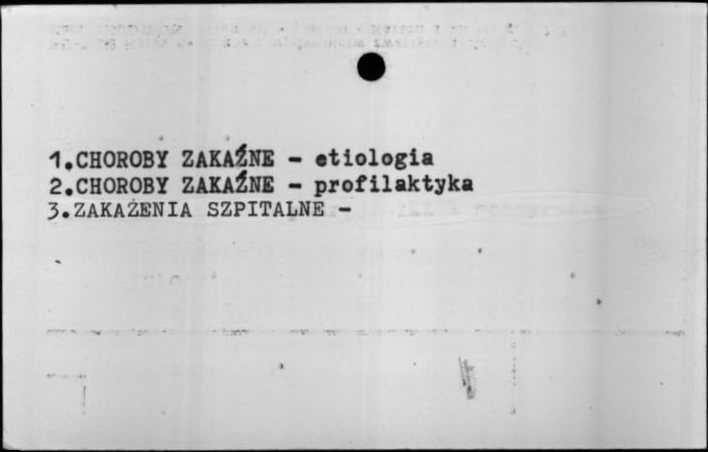 1.CHOROBY ZAKAŹNE - etiologia
2.CHOROBY ZAKAŹNE - profilaktyka
3.ZAKAŻENIA SZPITALNE -